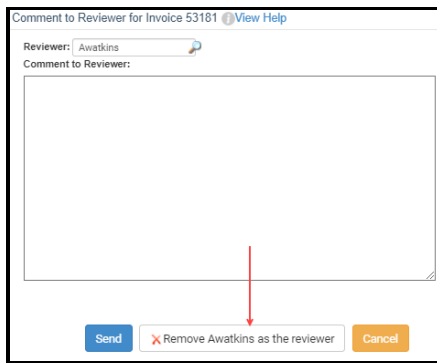 Comment to Reviewer for Invoice 53181 View Help
Reviewer: Awatkins
Comment to Reviewer:
Send Remove Awatkins as the reviewer Cancel